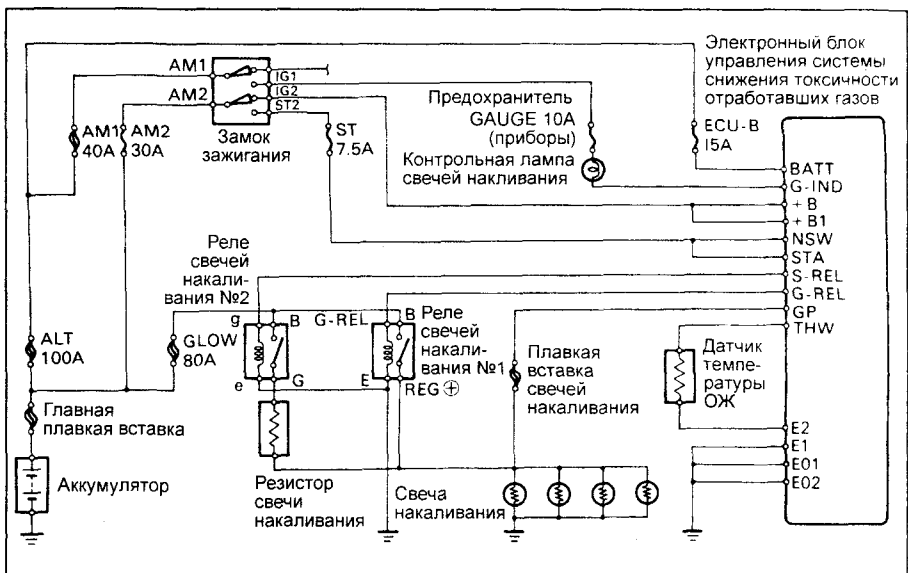 Электронный блок
управления системы
снижения токсичности
отработавших газов
AM1
AM2
IG1
IG2
ST2
Замок
зажигания
AM1
40A
AM2
30A
ST
7.5A
Предохранитель
GAUGE 10A
(приборы)
Контрольная лампа
свечей накливания
ECU-B
15A
BATT
G-IND
+ B
+ B1
NSW
STA
S-REL
G-REL
GP
THW
Реле
свечей
накали-
вания №2
g
B
G-REL
B
Реле
свечей
накали-
вания №1
ALT
100A
GLOW
80A
e
G
E
REG ⊕
Плавкая
вставка
свечей
накаливания
Датчик
темпе-
ратуры
ОЖ
Главная
плавкая вставка
E2
E1
E01
E02
Аккумулятор
Резистор
свечи
накаливания
Свеча
накаливания